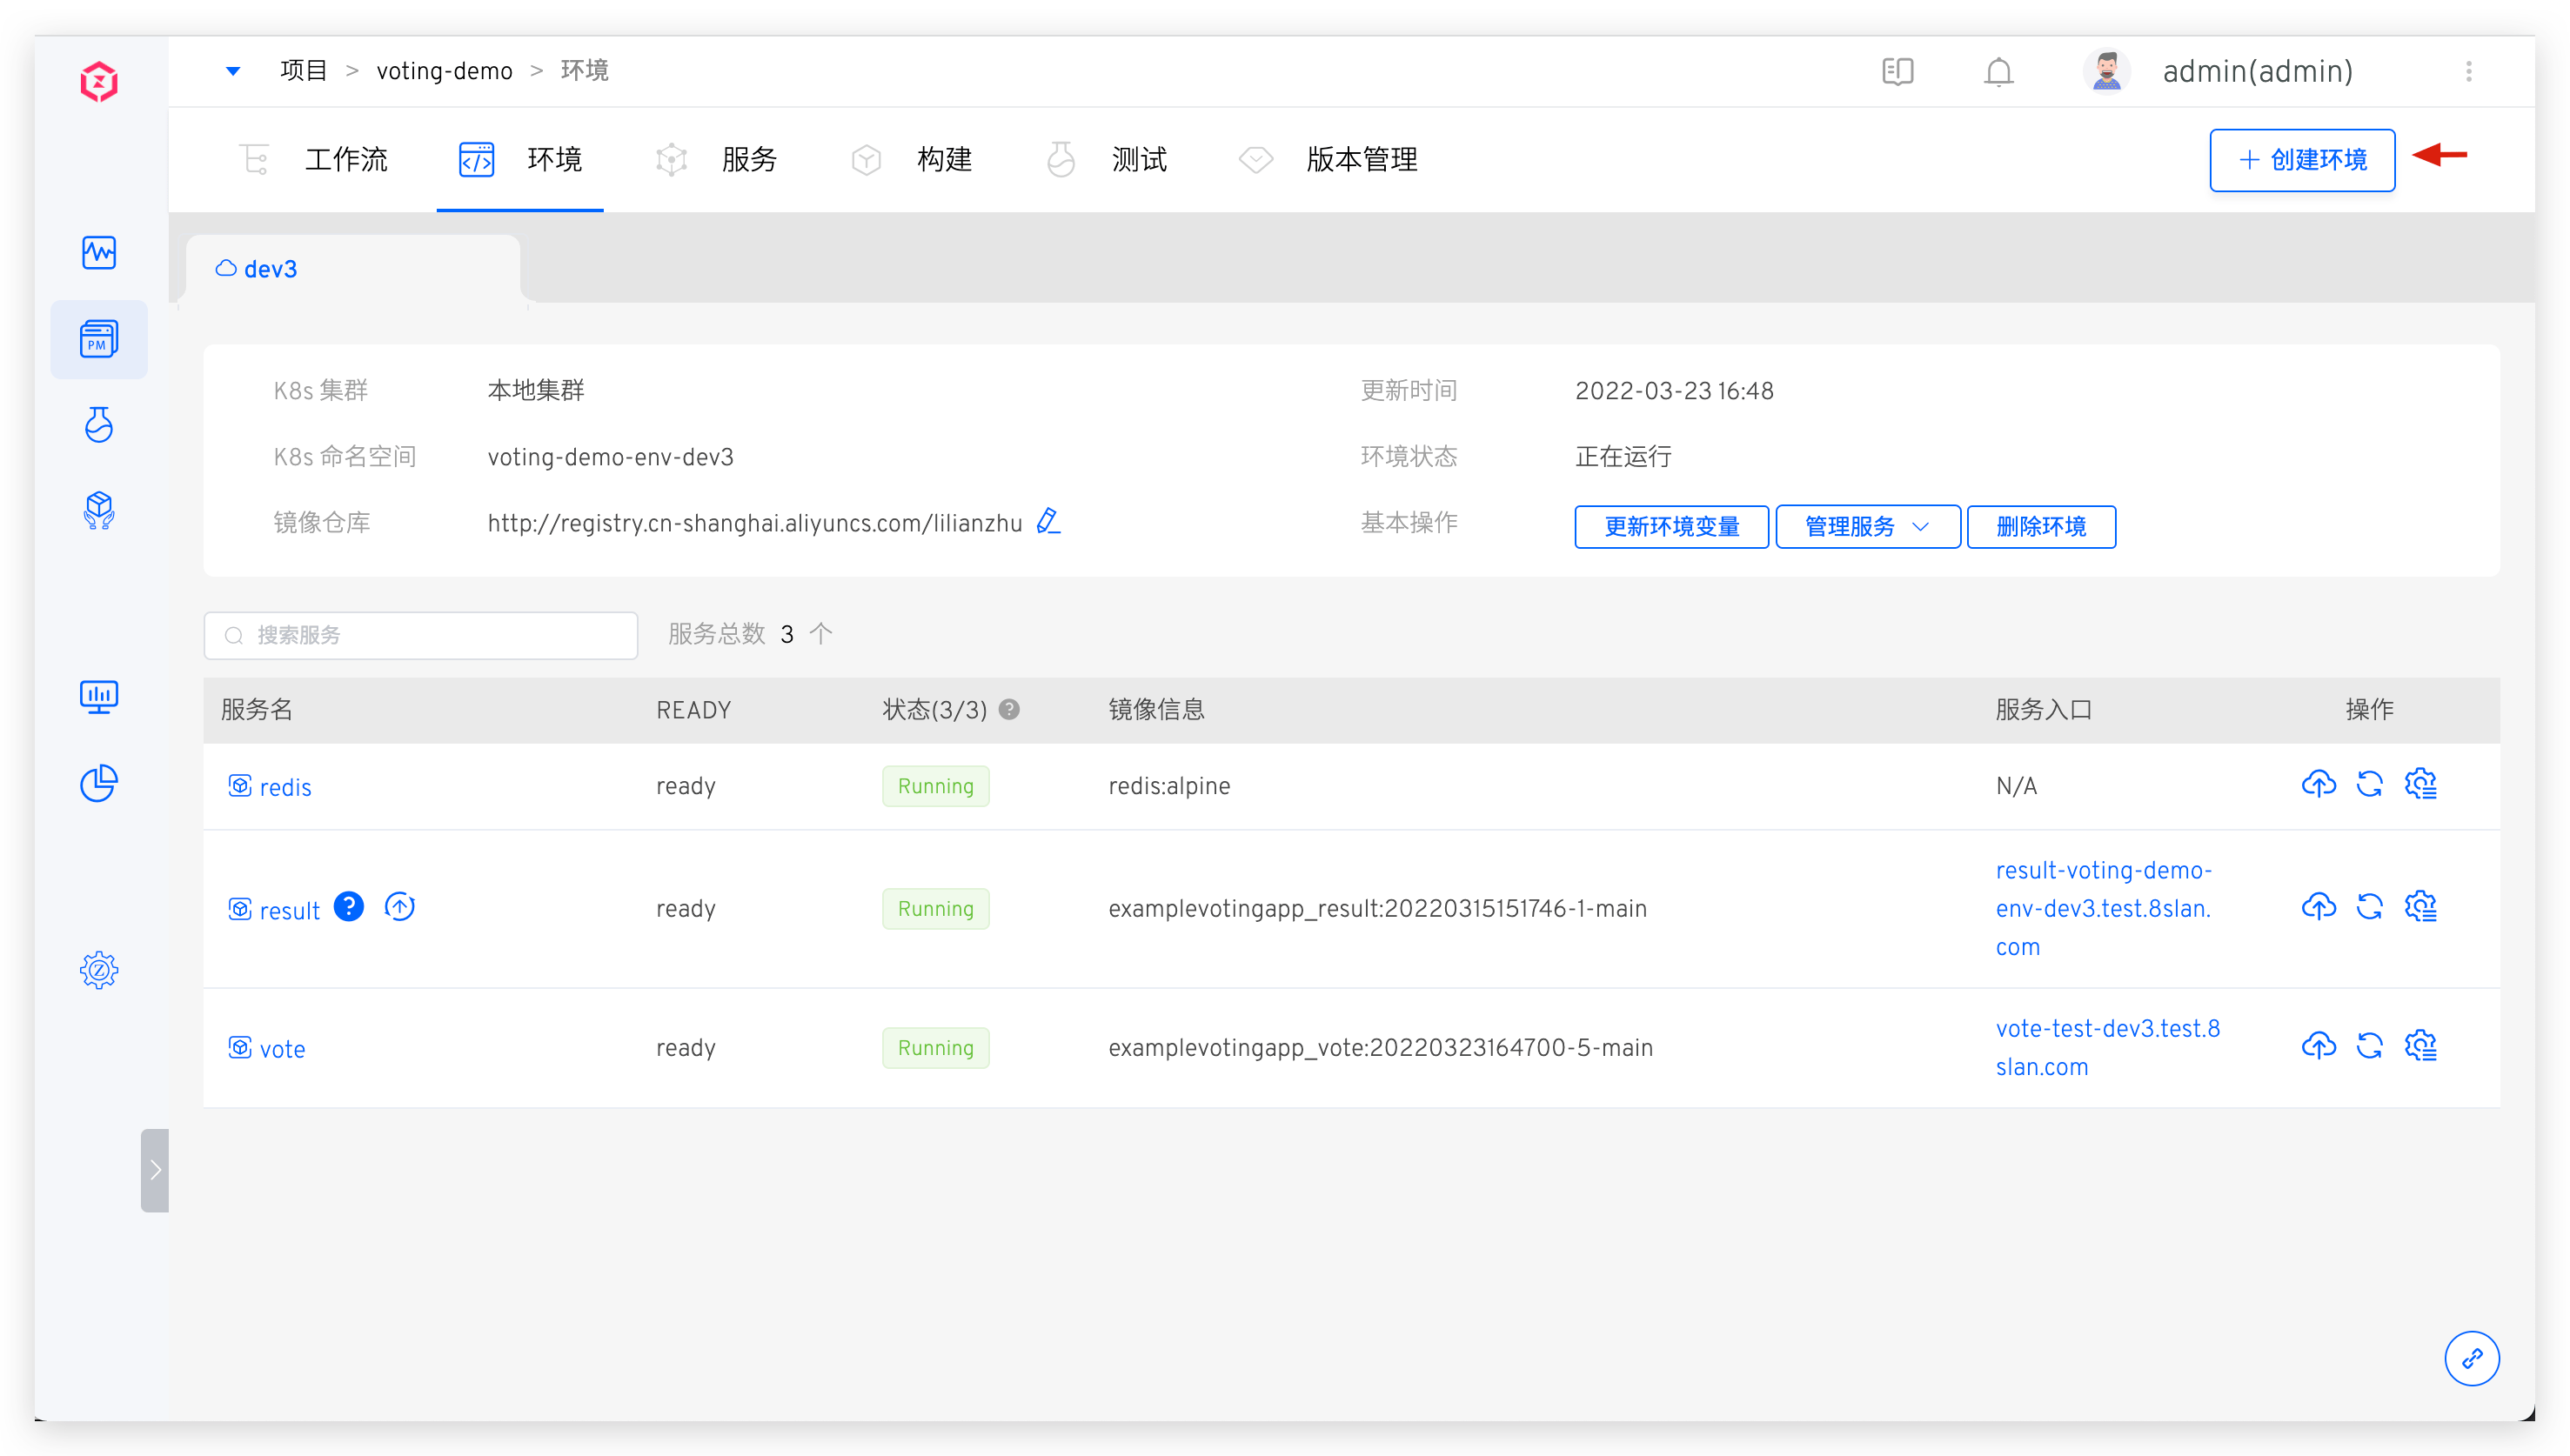 项目 > voting-demo > 环境
admin(admin)
工作流
环境
服务
构建
测试
版本管理
+ 创建环境
dev3
PM
K8s 集群 本地集群
更新时间 2022-03-23 16:48
K8s 命名空间 voting-demo-env-dev3
环境状态 正在运行
镜像仓库 http://registry.cn-shanghai.aliyuncs.com/lilianzhu
基本操作 更新环境变量 管理服务 删除环境
搜索服务
服务总数 3 个
服务名 READY 状态(3/3) ? 镜像信息 服务入口 操作
redis ready Running redis:alpine N/A
result ? ready Running examplevotingapp_result:20220315151746-1-main
result-voting-demo-
env-dev3.test.8slan.
com
vote ready Running examplevotingapp_vote:20220323164700-5-main
vote-test-dev3.test.8
slan.com